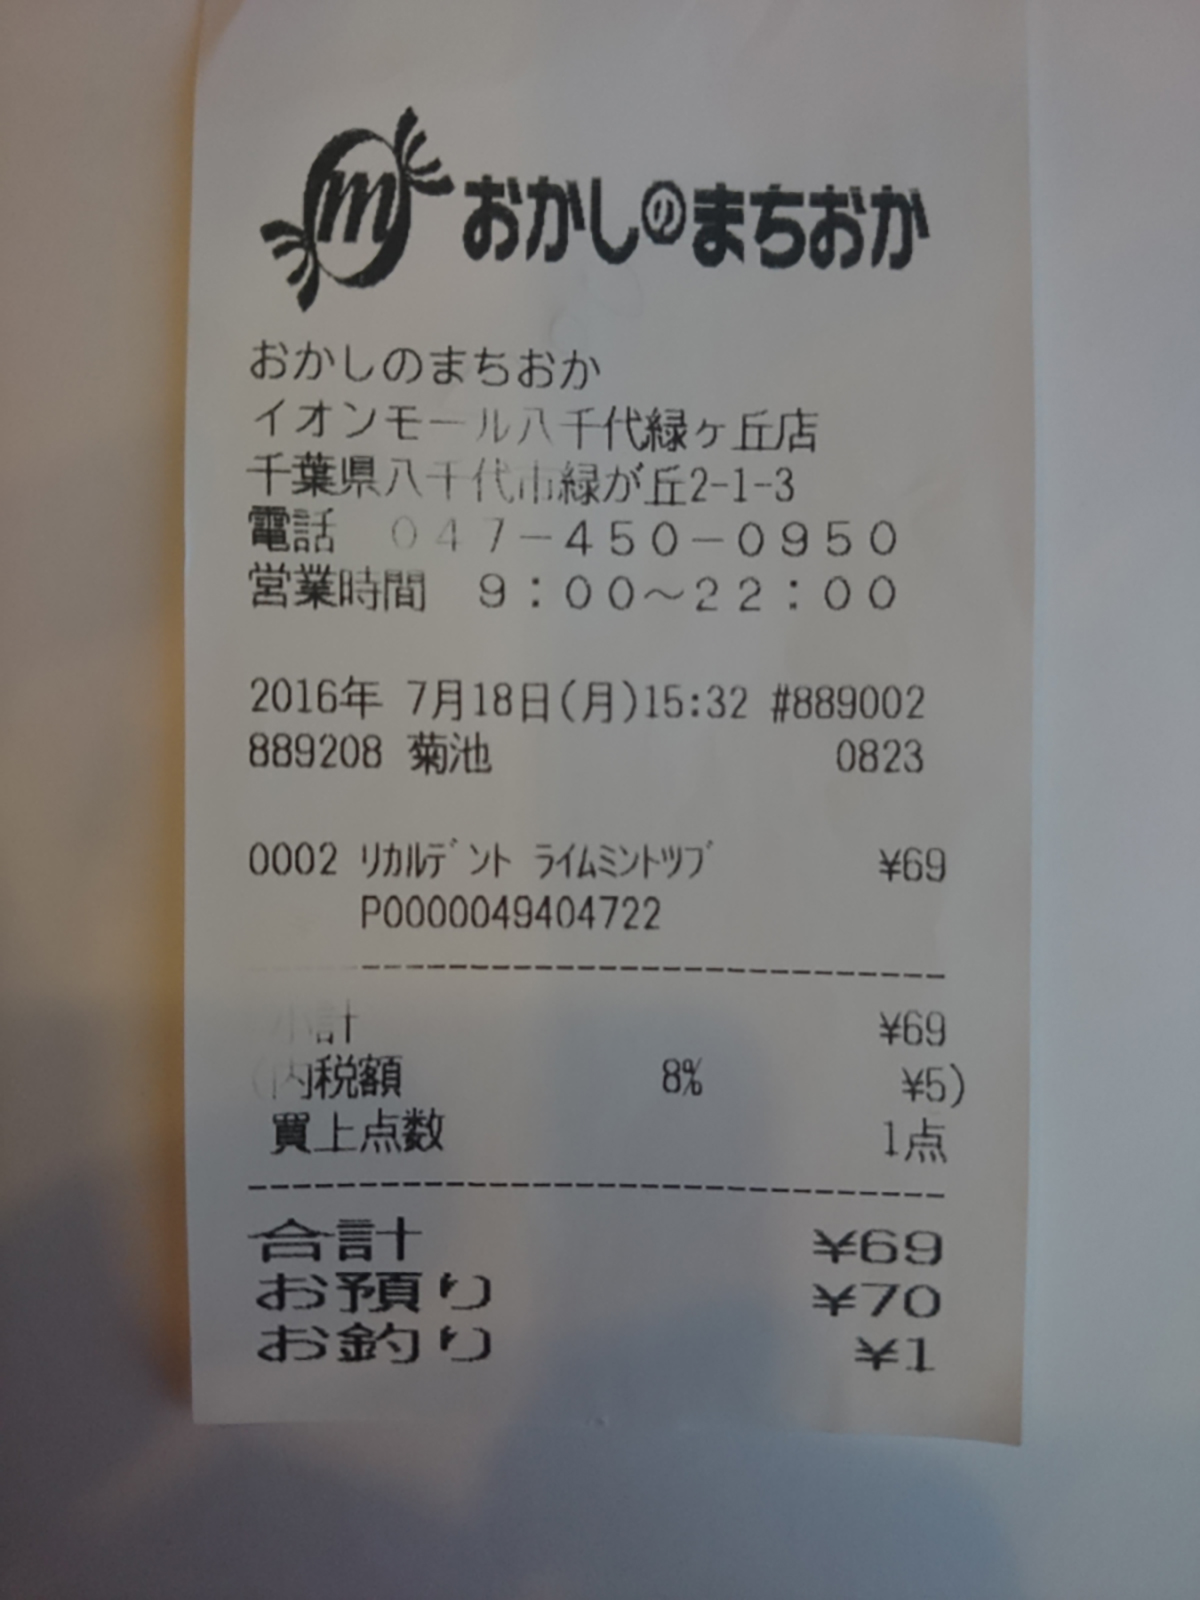 m おかしのまちおか
おかしのまちおか
イオンモール八千代緑ヶ丘店
千葉県八千代市緑が丘2-1-3
電話　047-450-0950
営業時間　9:00～22:00
2016年 7月18日(月)15:32 #889002
889208 菊池 0823
0002 ﾘｶﾙﾃﾞﾝﾄ ﾗｲﾑﾐﾝﾄﾂﾌﾞ ¥69
P0000049404722
小計 ¥69
(内税額 8% ¥5)
買上点数 1点
合計 ¥69
お預り ¥70
お釣り ¥1